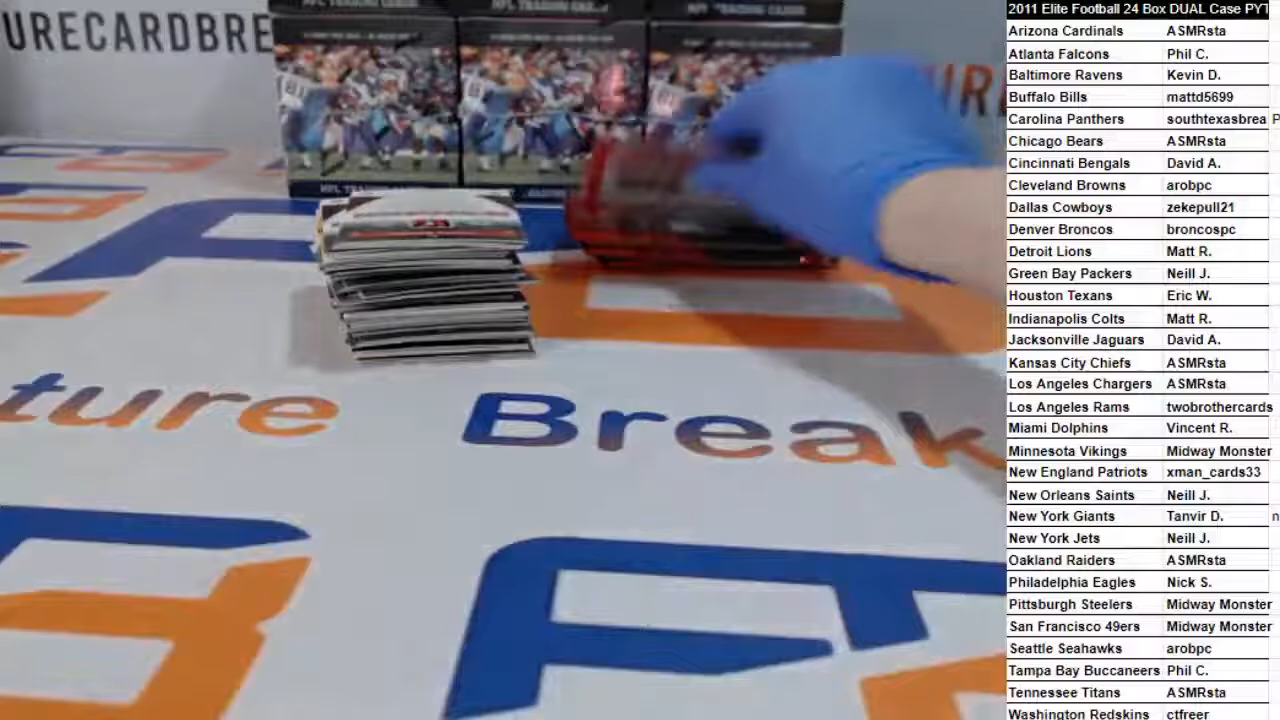 URECARDBRE
NFL TRADING CARDS
URE
NFL TRADING
ture Break
2011 Elite Football 24 Box DUAL Case PYT
Arizona Cardinals ASMRsta
Atlanta Falcons Phil C.
Baltimore Ravens Kevin D.
Buffalo Bills mattd5699
Carolina Panthers southtexasbrea P
Chicago Bears ASMRsta
Cincinnati Bengals David A.
Cleveland Browns arobpc
Dallas Cowboys zekepull21
Denver Broncos broncospc
Detroit Lions Matt R.
Green Bay Packers Neill J.
Houston Texans Eric W.
Indianapolis Colts Matt R.
Jacksonville Jaguars David A.
Kansas City Chiefs ASMRsta
Los Angeles Chargers ASMRsta
Los Angeles Rams twobrothercards
Miami Dolphins Vincent R.
Minnesota Vikings Midway Monster
New England Patriots xman_cards33
New Orleans Saints Neill J.
New York Giants Tanvir D. n
New York Jets Neill J.
Oakland Raiders ASMRsta
Philadelphia Eagles Nick S.
Pittsburgh Steelers Midway Monster
San Francisco 49ers Midway Monster
Seattle Seahawks arobpc
Tampa Bay Buccaneers Phil C.
Tennessee Titans ASMRsta
Washington Redskins ctfreer